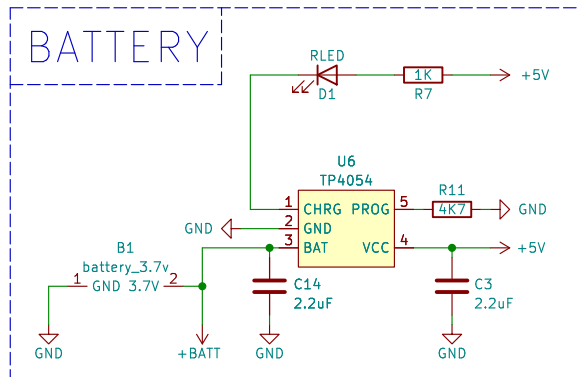 BATTERY
RLED
D1
1K
R7
+5V
U6
TP4054
1 CHRG PROG 5
2 GND
3 BAT VCC 4
R11
4K7
GND
GND
+5V
B1
battery_3.7v
1 GND 3.7V 2
C14
2.2uF
C3
2.2uF
GND
+BATT
GND
GND